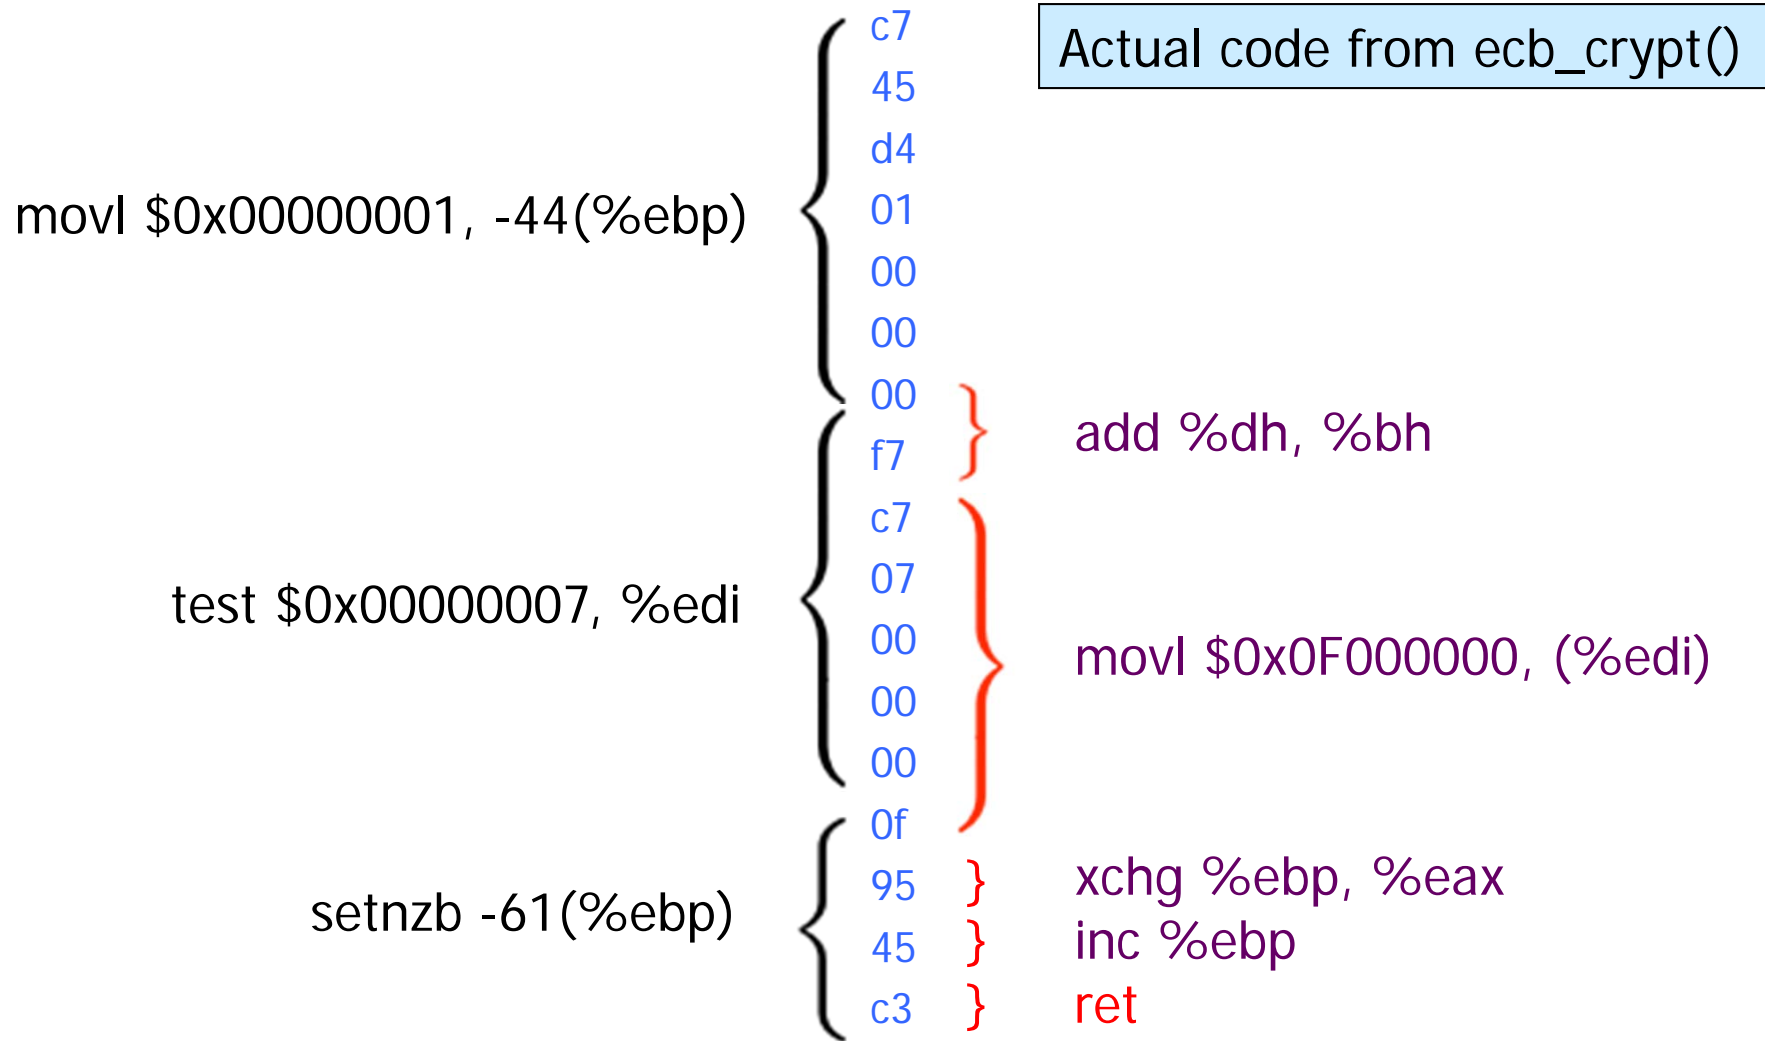 Actual code from ecb_crypt()
c7
45
d4
movl $0x00000001, -44(%ebp)
01
00
00
00
add %dh, %bh
f7
c7
07
test $0x00000007, %edi
00
movl $0x0F000000, (%edi)
00
00
0f
95
xchg %ebp, %eax
setnzb -61(%ebp)
45
inc %ebp
c3
ret